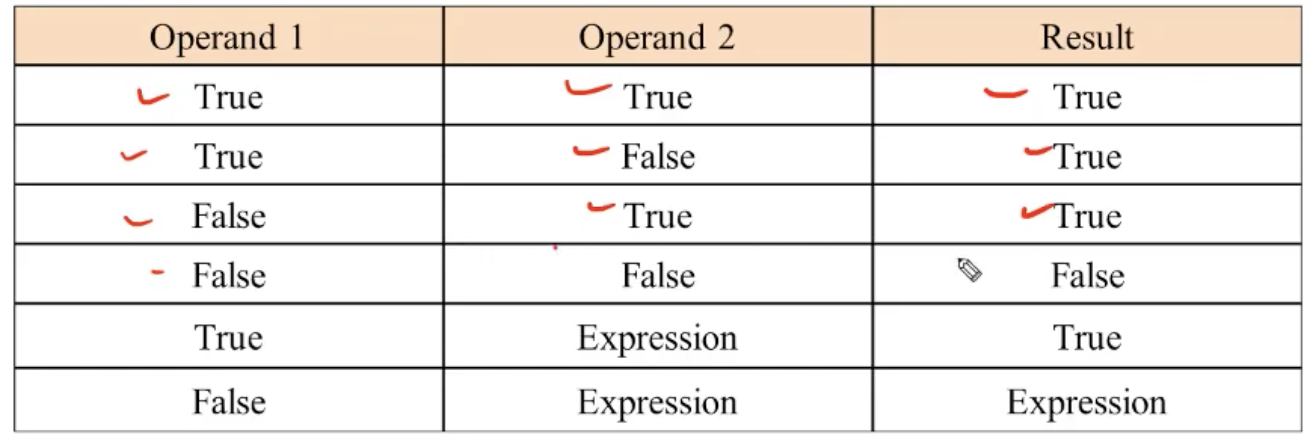 Operand 1 Operand 2 Result
True True True
True False True
False True True
False False False
True Expression True
False Expression Expression